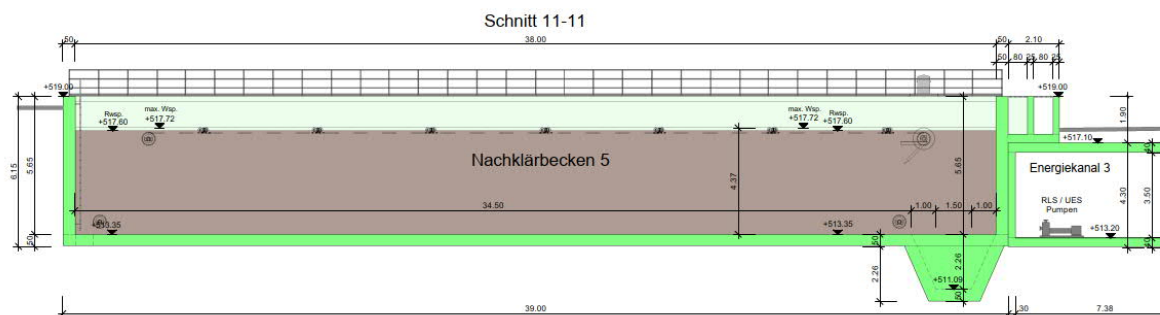 Schnitt 11-11
50 38.00 50 2.10
50 80 25 80 25
+519.00 +519.00
Rwsp. max. Wsp. max. Wsp. Rwsp.
+517.60 +517.72 +517.72 +517.60
1.90
+517.10
40
6.15 5.65 Nachklärbecken 5 4.37 5.65 Energiekanal 3 4.30 3.50
RLS / UES
Pumpen
34.50 1.00 1.50 1.00
+513.35 +513.35 +513.20
50 50 40
2.26 2.26
+511.09
50
39.00 30 7.38